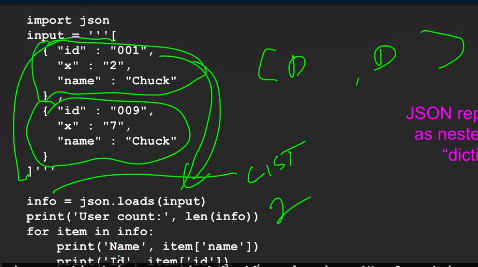 import json
input = '''[
{ "id" : "001",
"x" : "2",
"name" : "Chuck"
} ,
{ "id" : "009",
"x" : "7",
"name" : "Chuck"
}
]'''
info = json.loads(input)
print('User count:', len(info))
for item in info:
print('Name', item['name'])
print('Id', item['id'])
[ D , D ]
LIST
2
JSON rep
as neste
"dicti